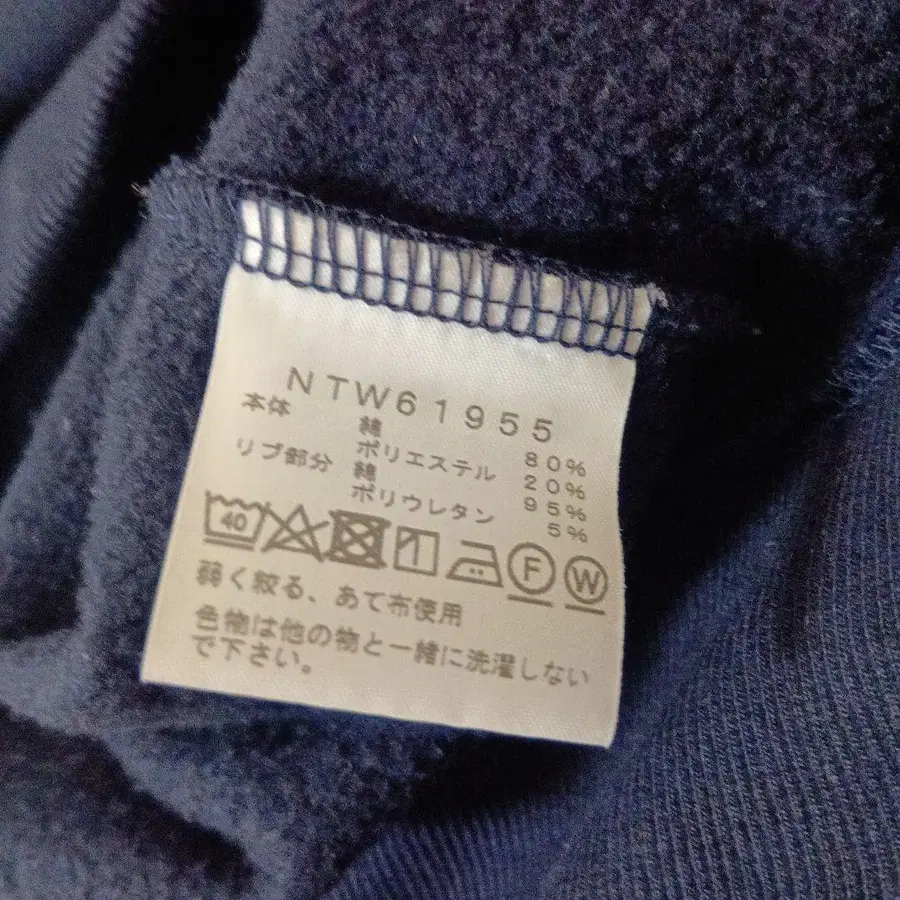 NTW61955
本体 綿 80%
ポリエステル 20%
リブ部分 綿 95%
ポリウレタン 5%
40 F W
弱く絞る、あて布使用
色物は他の物と一緒に洗濯しない
で下さい。